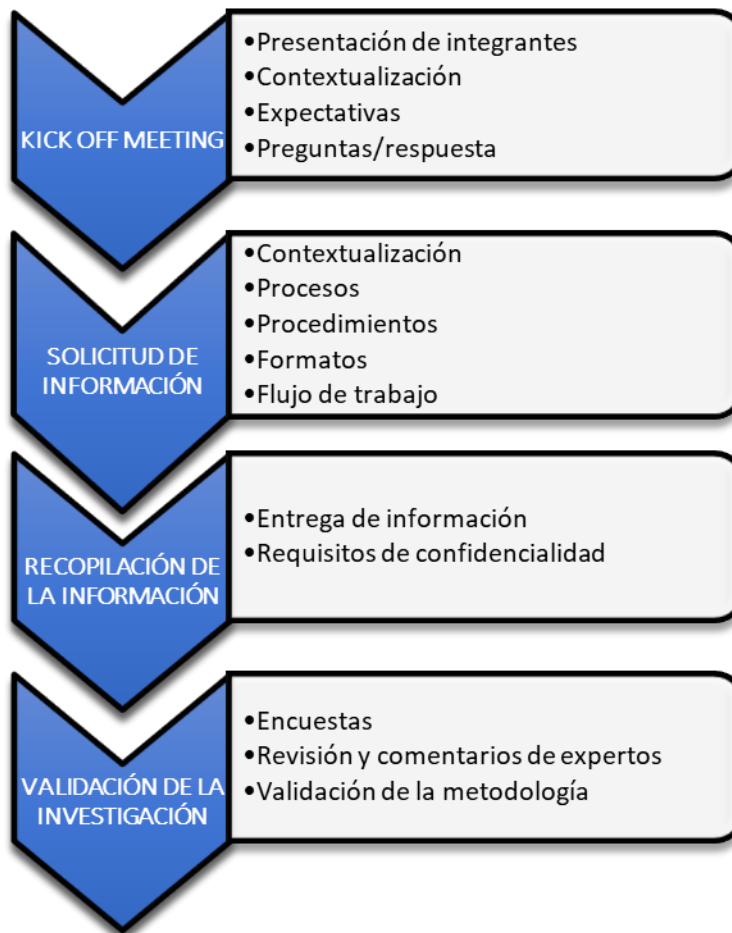 KICK OFF MEETING
•Presentación de integrantes
•Contextualización
•Expectativas
•Preguntas/respuesta
SOLICITUD DE
INFORMACIÓN
•Contextualización
•Procesos
•Procedimientos
•Formatos
•Flujo de trabajo
RECOPILACIÓN DE
LA INFORMACIÓN
•Entrega de información
•Requisitos de confidencialidad
VALIDACIÓN DE LA
INVESTIGACIÓN
•Encuestas
•Revisión y comentarios de expertos
•Validación de la metodología